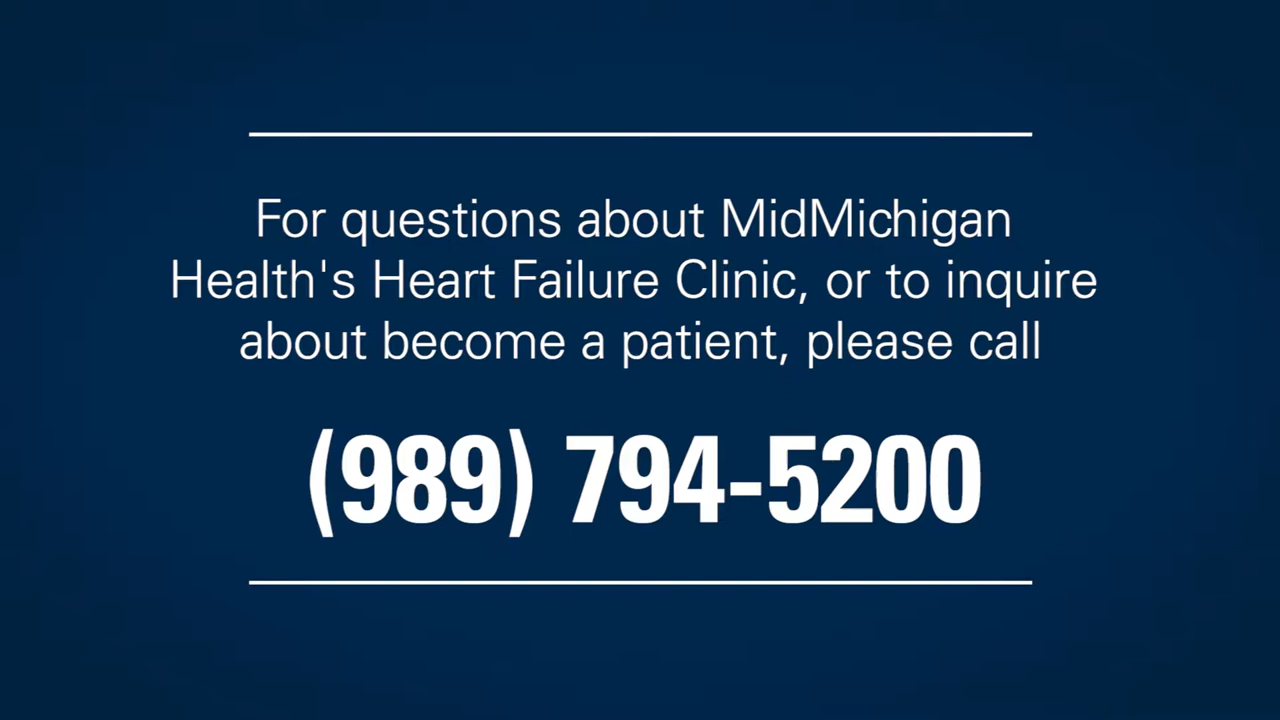 For questions about MidMichigan
Health's Heart Failure Clinic, or to inquire
about become a patient, please call
(989) 794-5200